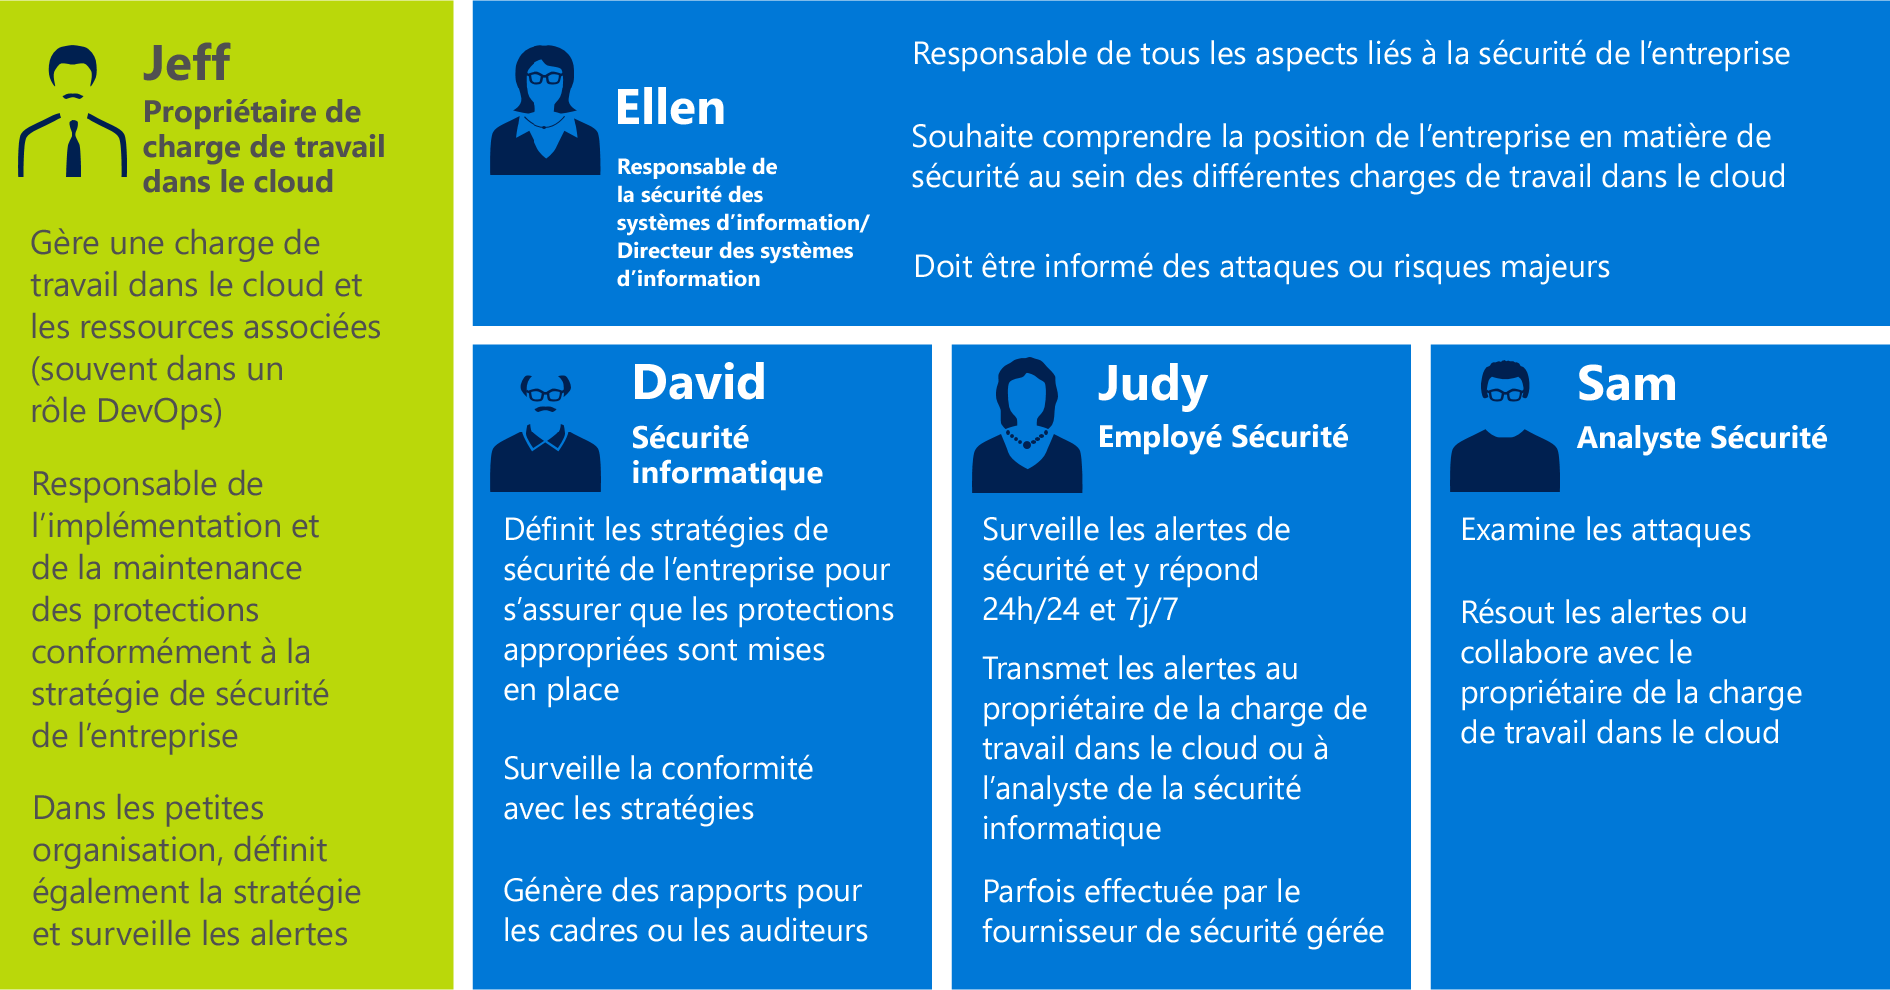 Jeff
Propriétaire de
charge de travail
dans le cloud
Gère une charge de
travail dans le cloud et
les ressources associées
(souvent dans un
rôle DevOps)
Responsable de
l’implémentation et
de la maintenance
des protections
conformément à la
stratégie de sécurité
de l’entreprise
Dans les petites
organisation, définit
également la stratégie
et surveille les alertes
Ellen
Responsable de
la sécurité des
systèmes d’information/
Directeur des systèmes
d’information
Responsable de tous les aspects liés à la sécurité de l’entreprise
Souhaite comprendre la position de l’entreprise en matière de
sécurité au sein des différentes charges de travail dans le cloud
Doit être informé des attaques ou risques majeurs
David
Sécurité
informatique
Définit les stratégies de
sécurité de l’entreprise pour
s’assurer que les protections
appropriées sont mises
en place
Surveille la conformité
avec les stratégies
Génère des rapports pour
les cadres ou les auditeurs
Judy
Employé Sécurité
Surveille les alertes de
sécurité et y répond
24h/24 et 7j/7
Transmet les alertes au
propriétaire de la charge de
travail dans le cloud ou à
l’analyste de la sécurité
informatique
Parfois effectuée par le
fournisseur de sécurité gérée
Sam
Analyste Sécurité
Examine les attaques
Résout les alertes ou
collabore avec le
propriétaire de la charge
de travail dans le cloud